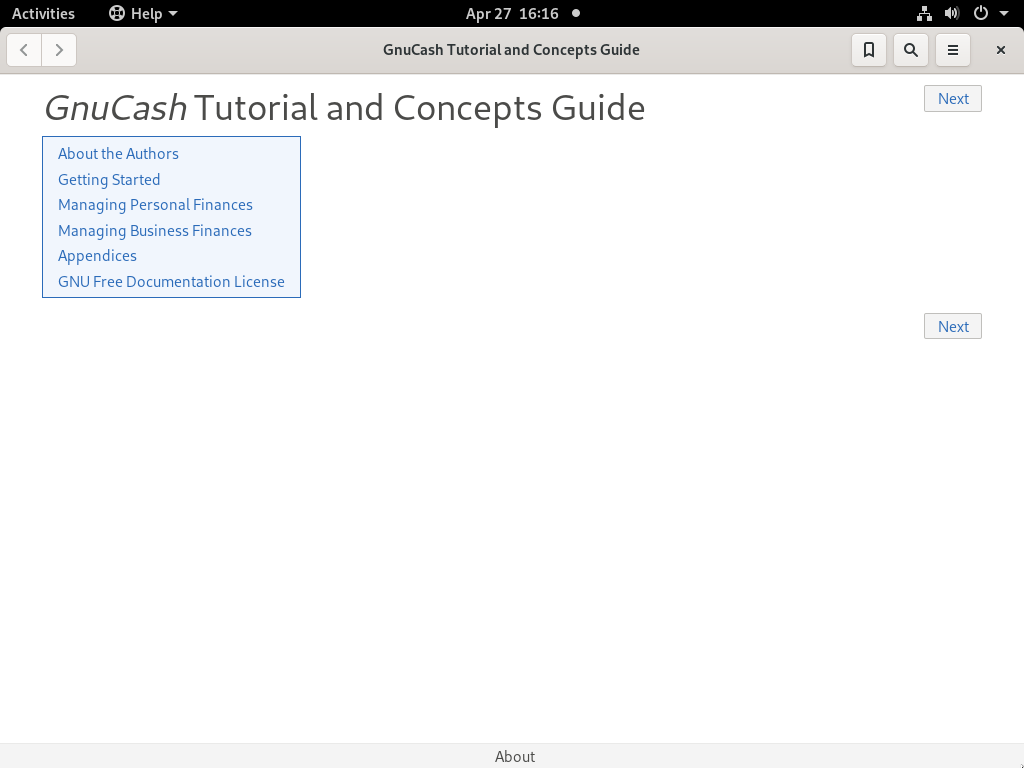 Activities
Help
Apr 27 16:16
GnuCash Tutorial and Concepts Guide
GnuCash Tutorial and Concepts Guide
Next
About the Authors
Getting Started
Managing Personal Finances
Managing Business Finances
Appendices
GNU Free Documentation License
Next
About